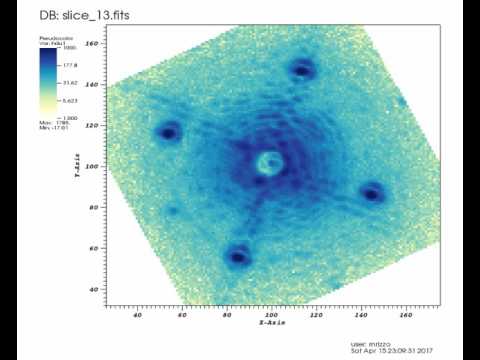 DB: slice_13.fits
Pseudocolor
Var: hdu1
1000.
177.8
31.62
5.623
1.000
Max: 1785.
Min: -17.01
160
140
120
100
80
60
40
Y-Axis
40 60 80 100 120 140 160
X-Axis
user: mrizzo
Sat Apr 15 23:09:31 2017